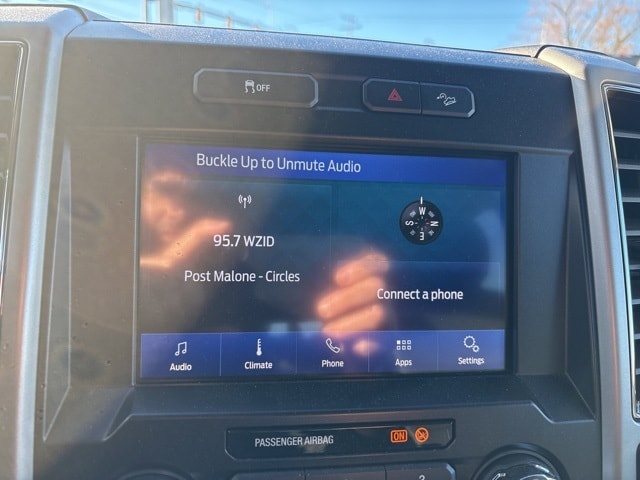 OFF
Buckle Up to Unmute Audio
95.7 WZID
Post Malone - Circles
W
S N
E
Connect a phone
Audio Climate Phone Apps Settings
PASSENGER AIRBAG ON
2